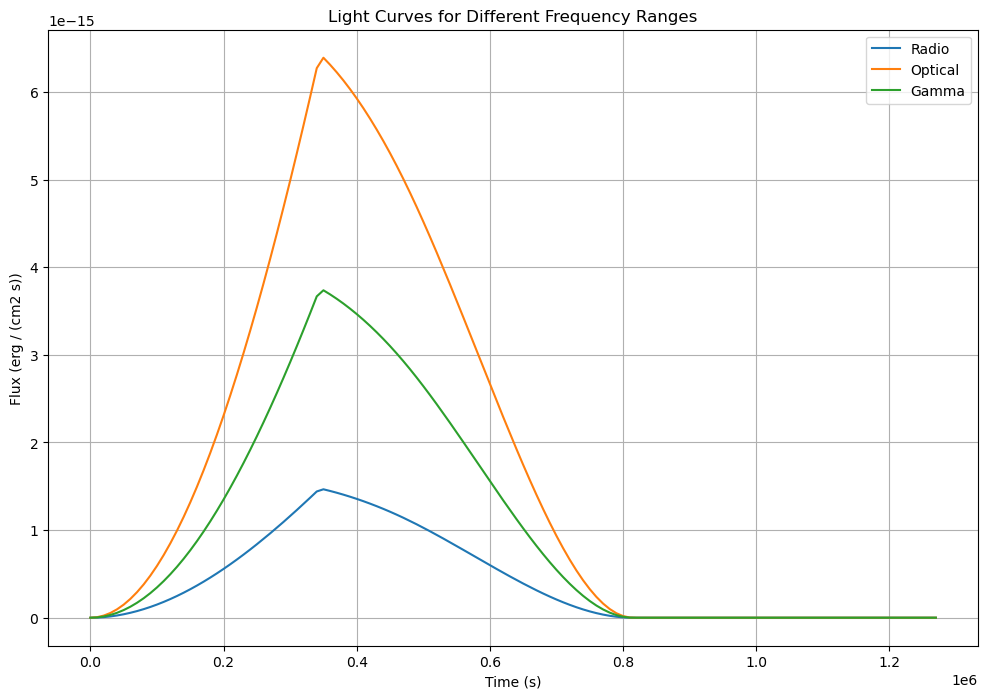 Light Curves for Different Frequency Ranges
1e−15
Radio
Optical
Gamma
6
5
4
3
2
1
0
Flux (erg / (cm2 s))
0.0 0.2 0.4 0.6 0.8 1.0 1.2
1e6
Time (s)